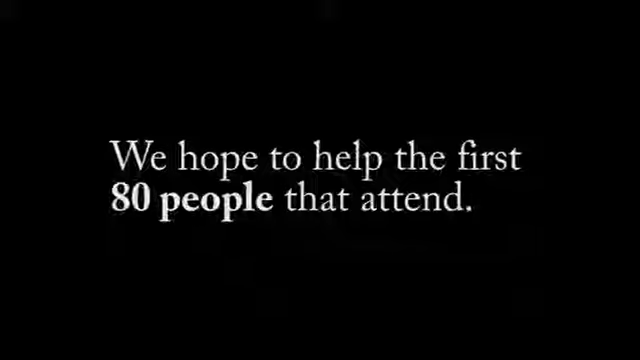 We hope to help the first
80 people that attend.